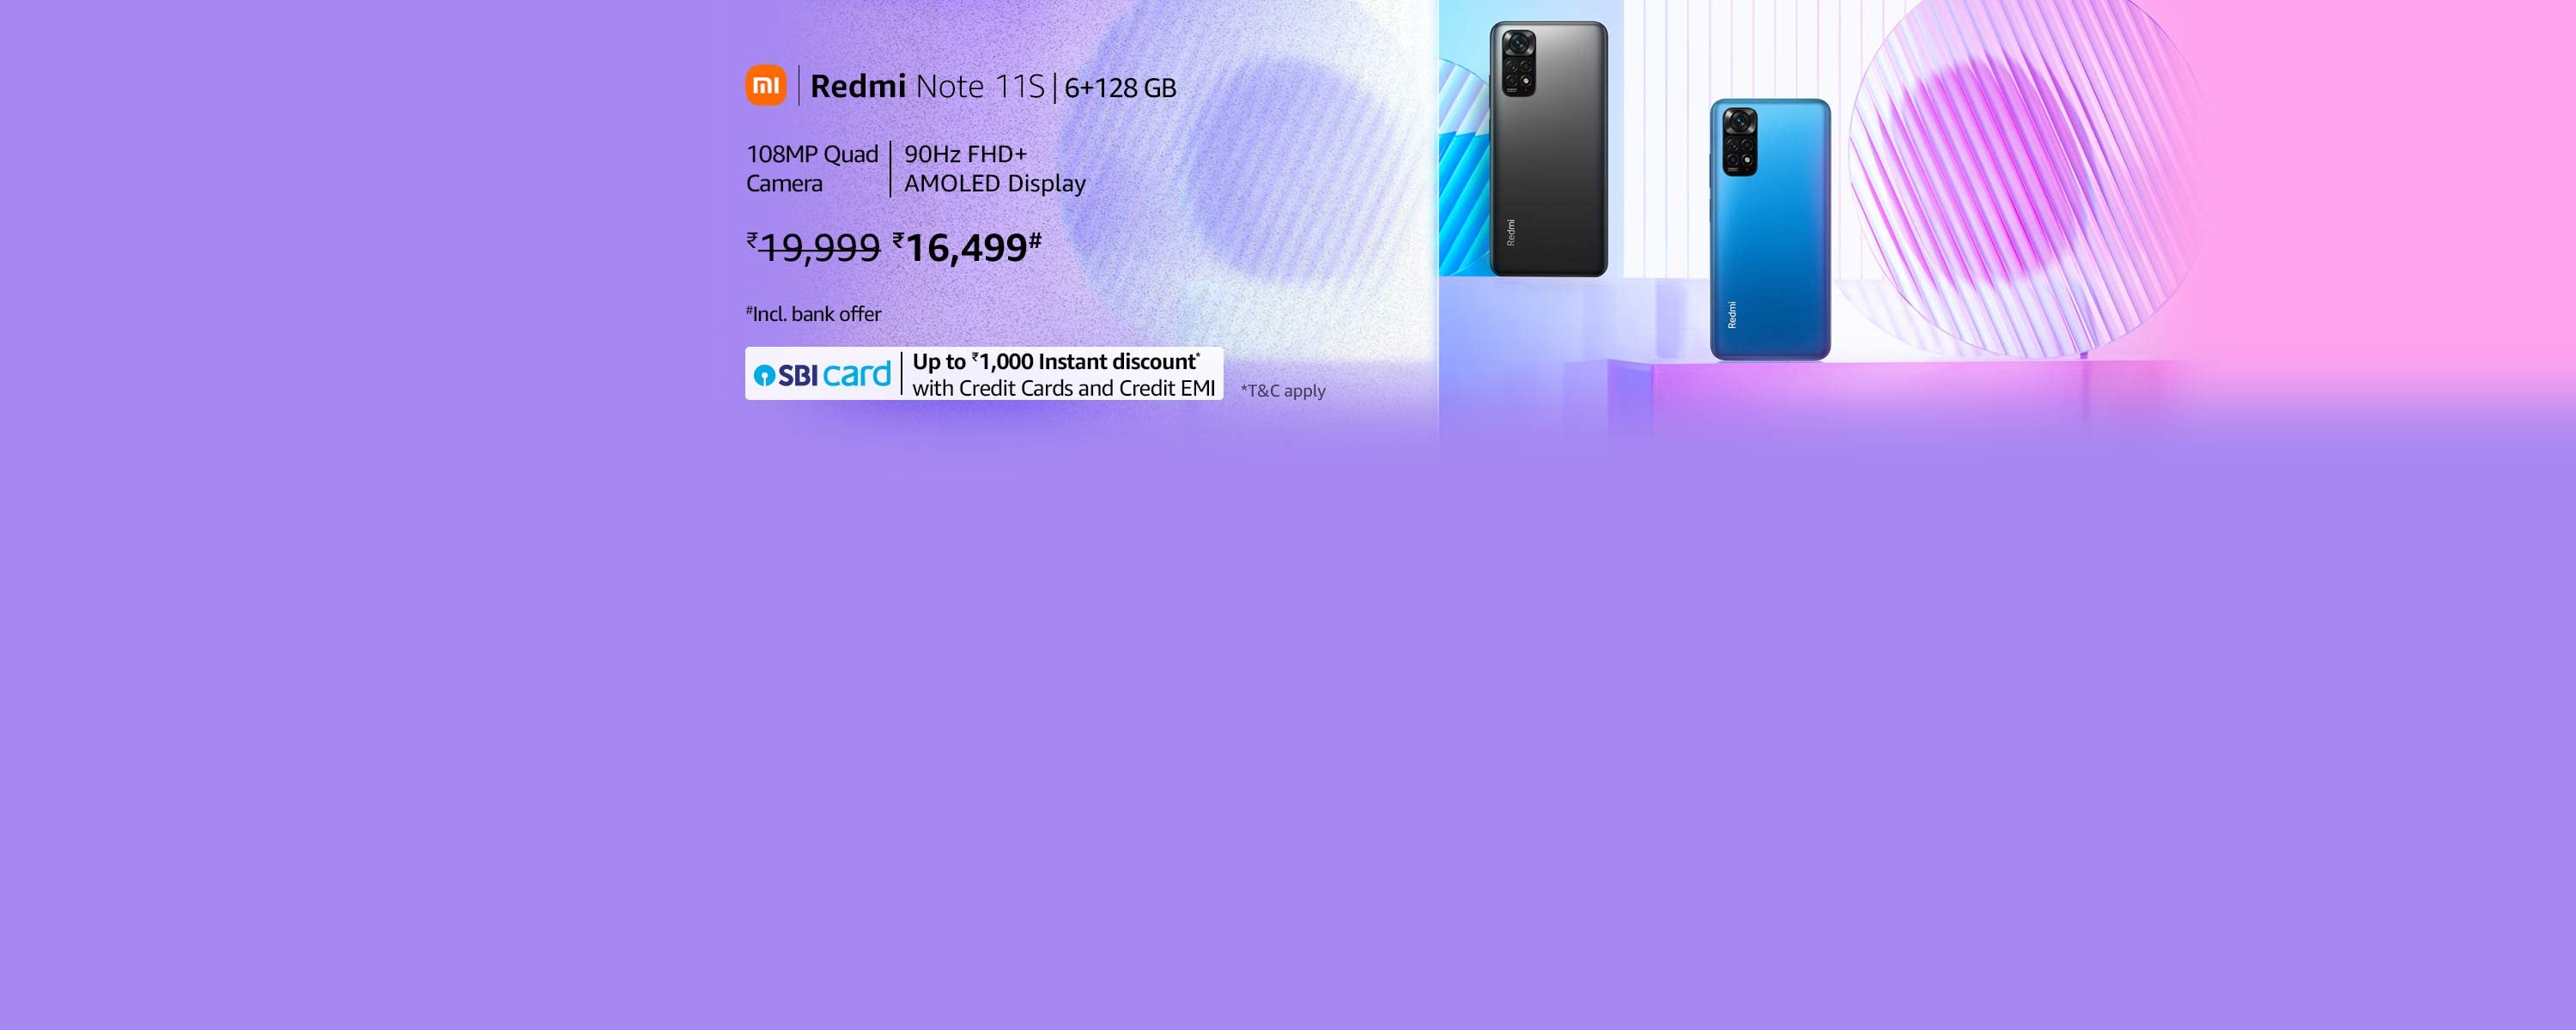 mi | Redmi Note 11S | 6+128 GB
108MP Quad Camera | 90Hz FHD+ AMOLED Display
₹19,999 ₹16,499#
#Incl. bank offer
SBI card | Up to ₹1,000 Instant discount*
with Credit Cards and Credit EMI
*T&C apply
Redmi
Redmi